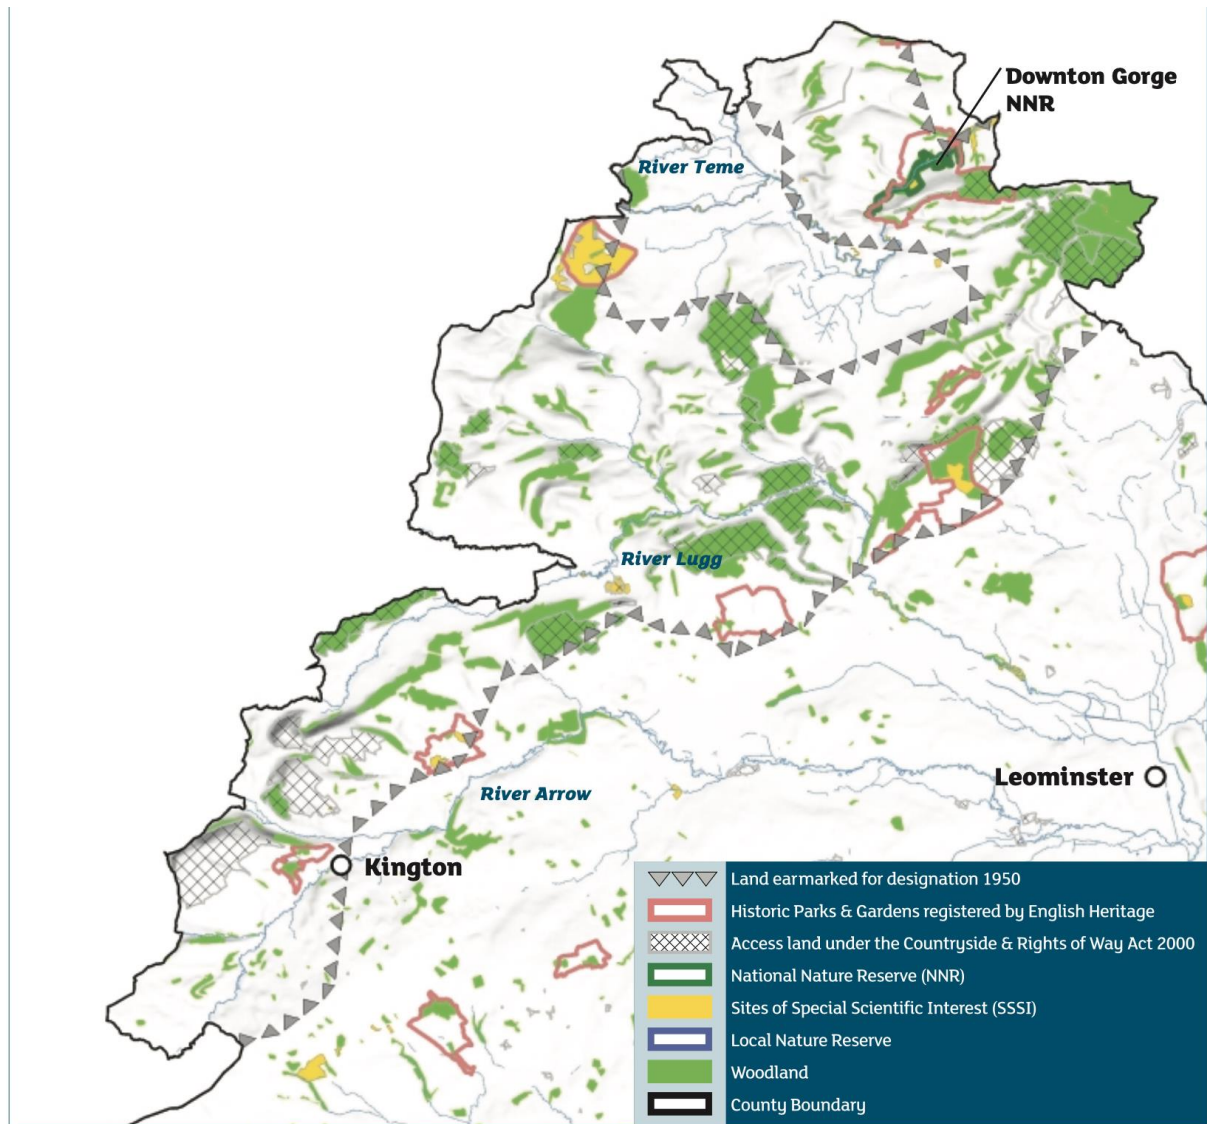 Downton Gorge
NNR
River Teme
River Lugg
Leominster
River Arrow
Kington
Land earmarked for designation 1950
Historic Parks & Gardens registered by English Heritage
Access land under the Countryside & Rights of Way Act 2000
National Nature Reserve (NNR)
Sites of Special Scientific Interest (SSSI)
Local Nature Reserve
Woodland
County Boundary